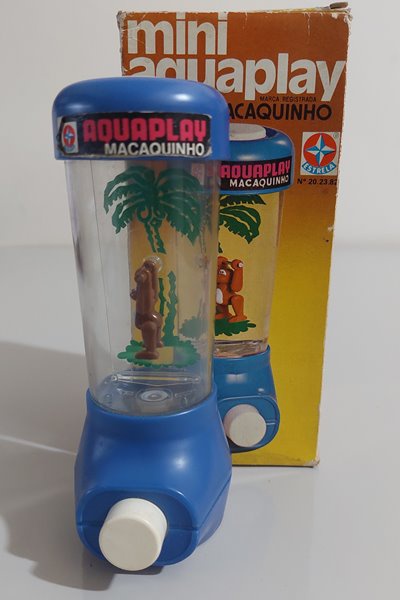 mini
aquaplay
MARCA REGISTRADA
MACAQUINHO
AQUAPLAY
MACAQUINHO
AQUAPLAY
MACAQUINHO
ESTRELA
Nº 20.23.82